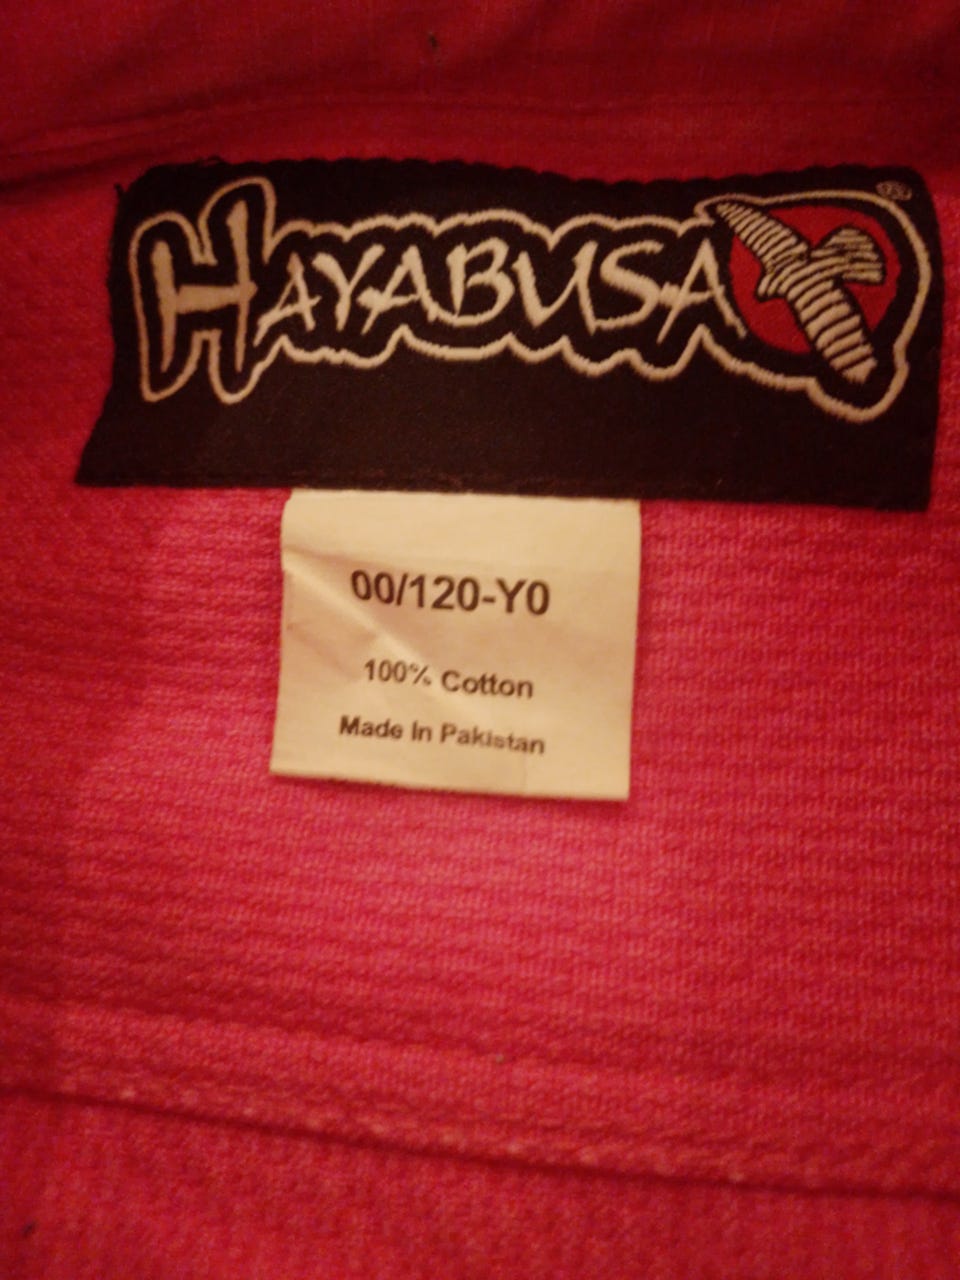 HAYABUSA
00/120-Y0
100% Cotton
Made In Pakistan